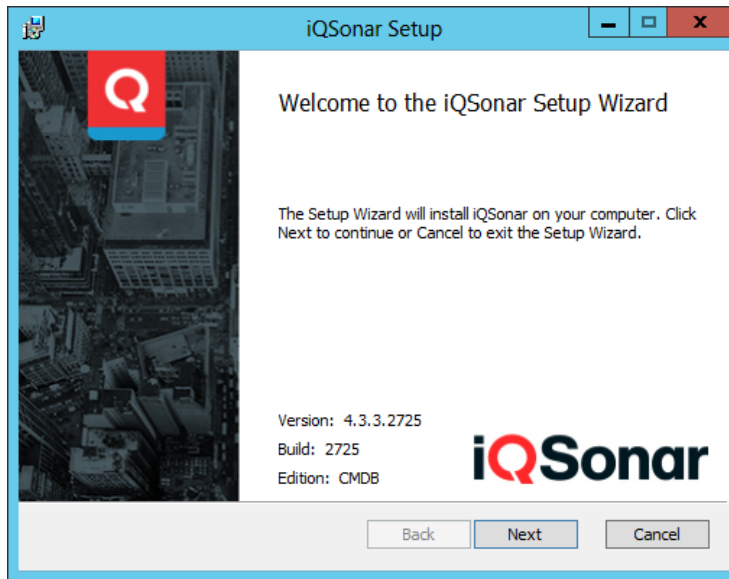 iQSonar Setup
Welcome to the iQSonar Setup Wizard
The Setup Wizard will install iQSonar on your computer. Click
Next to continue or Cancel to exit the Setup Wizard.
Version: 4.3.3.2725
Build: 2725
Edition: CMDB
iQSonar
Back
Next
Cancel